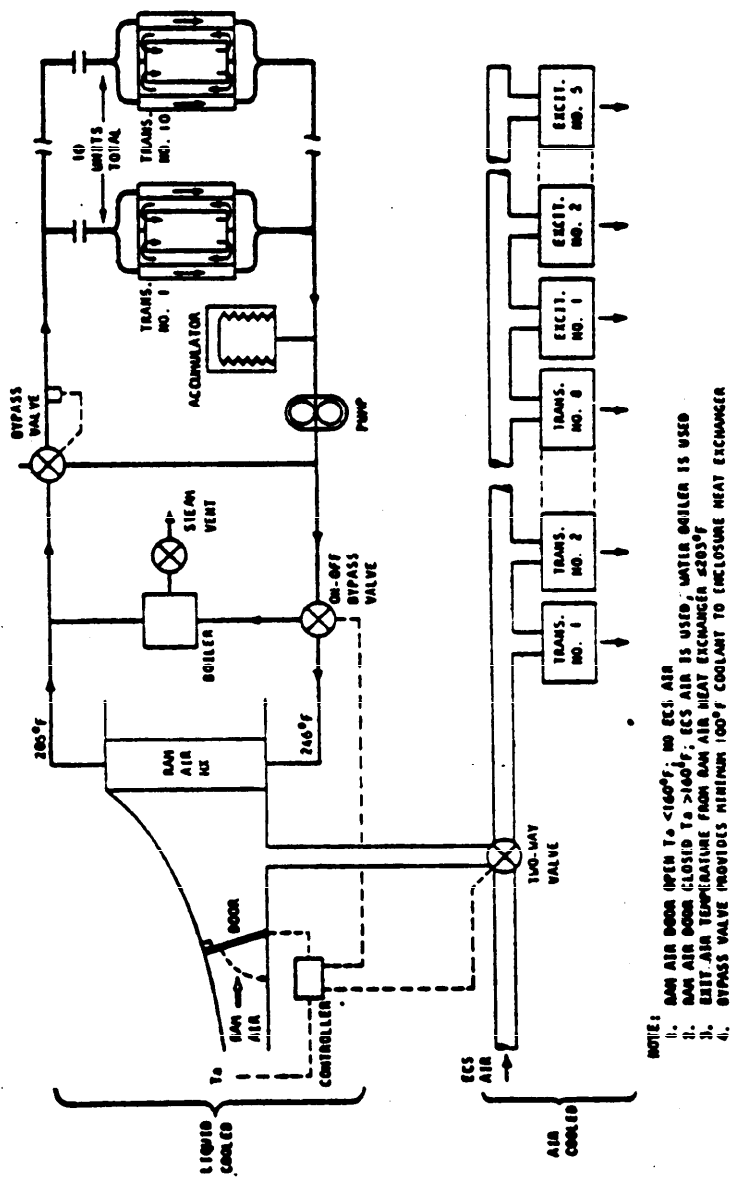 LIQUID
COOLED
Ta
RAM
AIR
DOOR
CONTROLLER
RAM
AIR
HX
205°F
246°F
BOILER
STEAM
VENT
ON-OFF
BYPASS
VALVE
BYPASS
VALVE
PUMP
ACCUMULATOR
10
UNITS
TOTAL
TRANS.
NO. 1
TRANS.
NO. 10
AIR
COOLED
ECS
AIR
TWO-WAY
VALVE
TRANS.
NO. 1
TRANS.
NO. 2
TRANS.
NO. 8
EXCIT.
NO. 1
EXCIT.
NO. 2
EXCIT.
NO. 5
NOTE:
1. RAM AIR DOOR OPEN Ta <160°F; NO ECS AIR
2. RAM AIR DOOR CLOSED Ta >160°F; ECS AIR IS USED, WATER BOILER IS USED
3. EXIT AIR TEMPERATURE FROM RAM AIR HEAT EXCHANGER ≤205°F
4. BYPASS VALVE PROVIDES MINIMUM 100°F COOLANT TO ENCLOSURE HEAT EXCHANGER